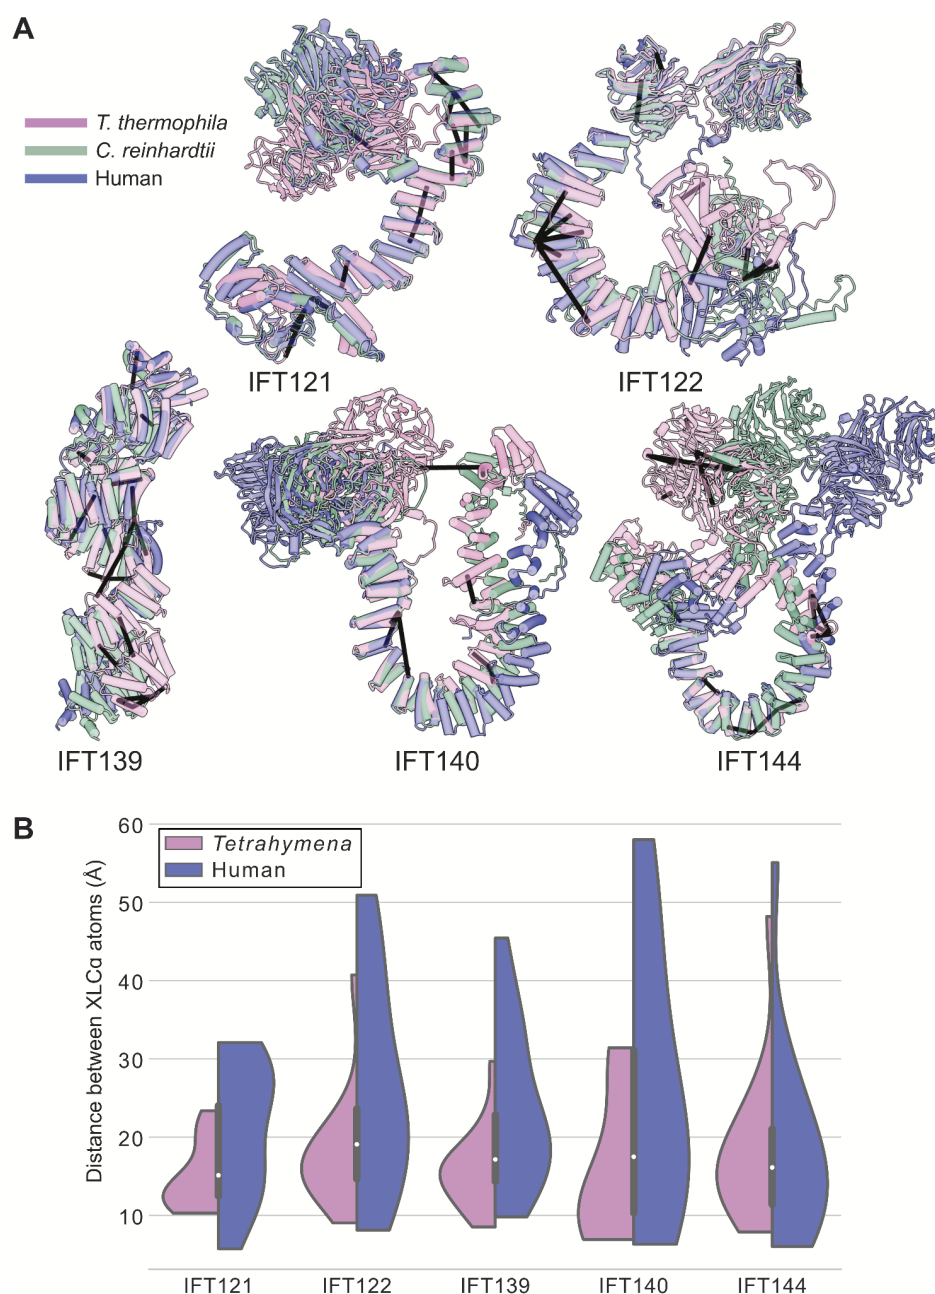 A
T. thermophila
C. reinhardtii
Human
IFT121
IFT122
IFT139
IFT140
IFT144
B
Distance between XLCα atoms (Å)
60
50
40
30
20
10
Tetrahymena
Human
IFT121
IFT122
IFT139
IFT140
IFT144